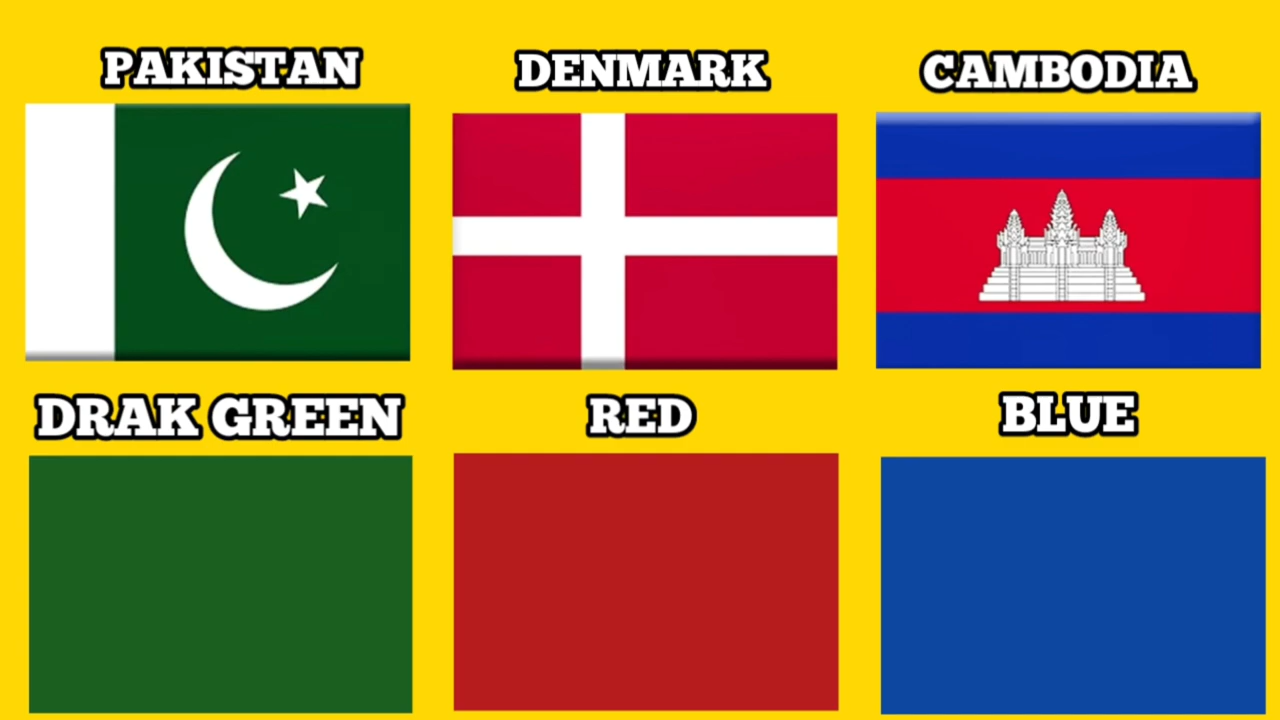 PAKISTAN
DENMARK
CAMBODIA
DRAK GREEN
RED
BLUE